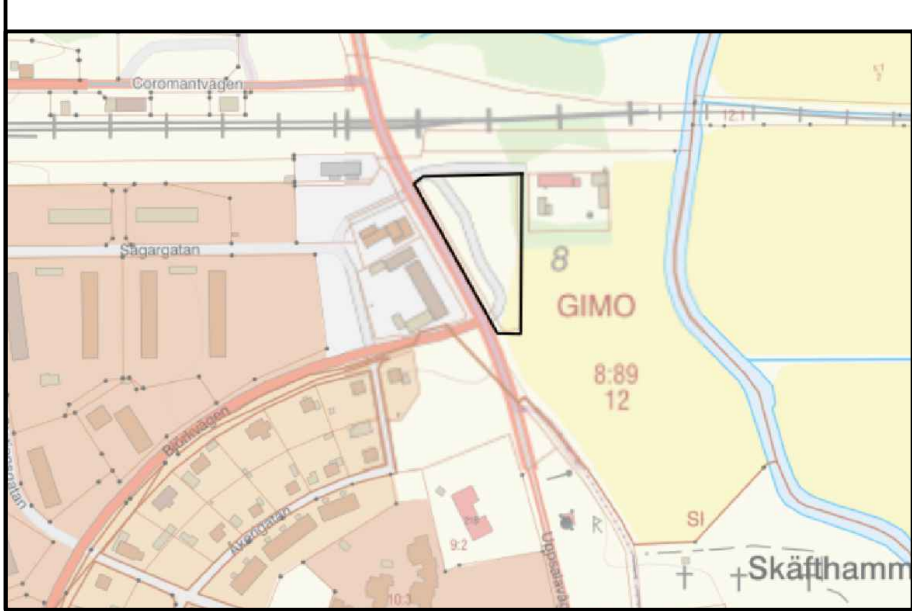 Coromantvägen
12:1
Sågargatan
8
GIMO
8:89
12
Björkvägen
Åkergatan
9:2
SI
R
10:3
Skäfthamm